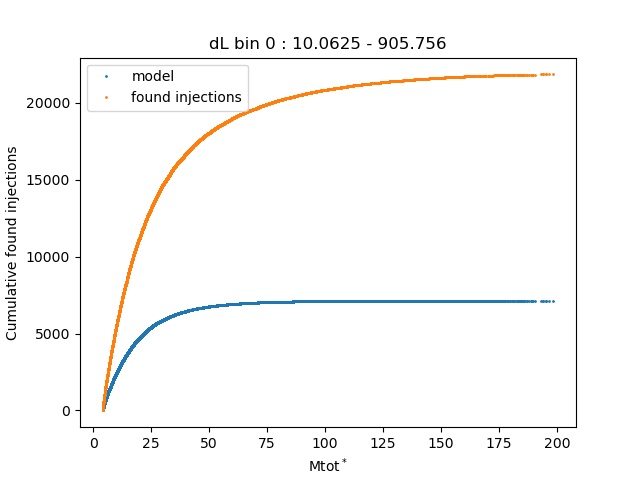 dL bin 0 : 10.0625 - 905.756
model
found injections
Cumulative found injections
20000
15000
10000
5000
0
0 25 50 75 100 125 150 175 200
Mtot*